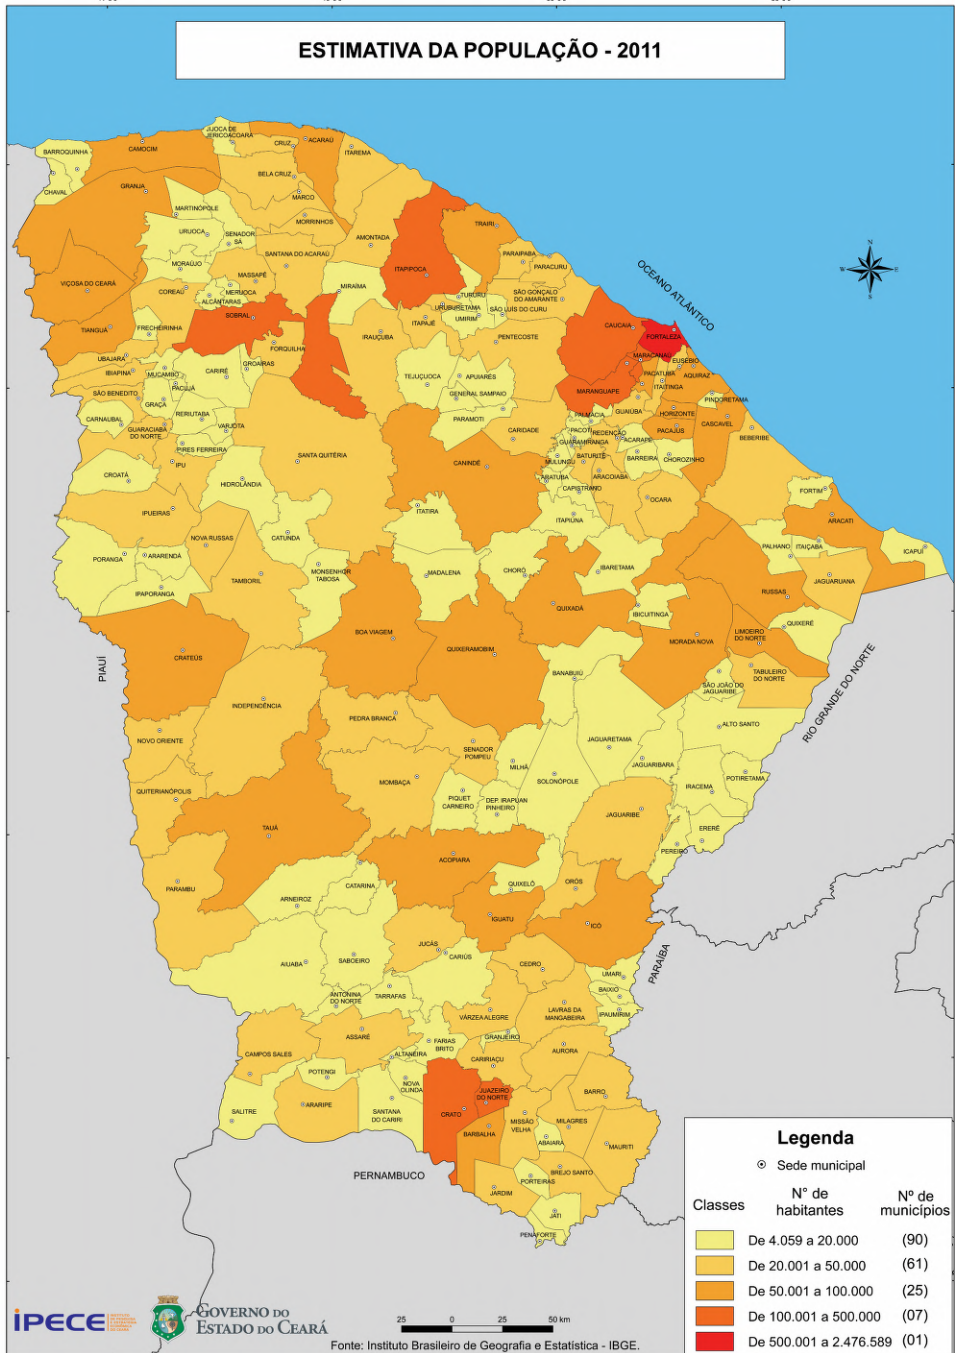 ESTIMATIVA DA POPULAÇÃO - 2011
JIJOCA DE
JERICOACOARA
BARROQUINHA
CAMOCIM
CRUZ
ACARAÚ
ITAREMA
CHAVAL
GRANJA
BELA CRUZ
MARCO
MARTINÓPOLE
MORRINHOS
URUOCA
SENADOR
SÁ
AMONTADA
TRAIRI
MORAÚJO
SANTANA DO ACARAÚ
ITAPIPOCA
PARAIPABA
PARACURU
OCEANO ATLÂNTICO
N
W
E
S
VIÇOSA DO CEARÁ
COREAÚ
MASSAPÊ
MERUOCA
ALCÂNTARAS
MIRAÍMA
TURURU
URUBURETAMA
UMIRIM
SÃO LUÍS DO CURU
SÃO GONÇALO
DO AMARANTE
TIANGUÁ
FRECHEIRINHA
SOBRAL
FORQUILHA
IRAUÇUBA
ITAPAJÉ
PENTECOSTE
CAUCAIA
FORTALEZA
MARACANAÚ
EUSÉBIO
AQUIRAZ
PACATUBA
ITAITINGA
UBAJARA
IBIAPINA
MUCAMBO
PACUJÁ
CARIRÉ
GROAÍRAS
TEJUÇUOCA
APUIARÉS
GENERAL SAMPAIO
MARANGUAPE
GUAIÚBA
HORIZONTE
PINDORETAMA
SÃO BENEDITO
GRAÇA
RERIUTABA
VARJOTA
CARNAUBAL
GUARACIABA
DO NORTE
PIRES FERREIRA
PARAMOTI
CARIDADE
PALMÁCIA
PACOTI
REDENÇÃO
GUARAMIRANGA
ACARAPE
PACAJUS
CASCAVEL
BEBERIBE
CROATÁ
IPU
SANTA QUITÉRIA
CANINDÉ
MULUNGU
BATURITÉ
BARREIRA
CHOROZINHO
ARATUBA
ARACOIABA
CAPISTRANO
HIDROLÂNDIA
OCARA
FORTIM
IPUEIRAS
ITATIRA
ITAPIÚNA
ARACATI
NOVA RUSSAS
CATUNDA
PORANGA
ARARENDÁ
PALHANO
ITAIÇABA
ICAPUÍ
IPAPORANGA
TAMBORIL
MONSENHOR
TABOSA
MADALENA
CHORÓ
IBARETAMA
JAGUARUANA
RUSSAS
IBICUITINGA
QUIXADÁ
QUIXERÉ
CRATEÚS
BOA VIAGEM
QUIXERAMOBIM
MORADA NOVA
LIMOEIRO
DO NORTE
PIAUÍ
BANABUIÚ
TABULEIRO
DO NORTE
SÃO JOÃO DO
JAGUARIBE
RIO GRANDE DO NORTE
INDEPENDÊNCIA
PEDRA BRANCA
ALTO SANTO
NOVO ORIENTE
SENADOR
POMPEU
JAGUARETAMA
MILHÃ
SOLONÓPOLE
JAGUARIBARA
POTIRETAMA
QUITERIANÓPOLIS
MOMBAÇA
PIQUET
CARNEIRO
DEP. IRAPUAN
PINHEIRO
IRACEMA
TAUÁ
JAGUARIBE
ERERÉ
PEREIRO
ACOPIARA
PARAMBU
CATARINA
QUIXELÔ
ORÓS
ARNEIROZ
IGUATU
ICÓ
JUCÁS
CARIÚS
AIUABA
SABOEIRO
CEDRO
UMARI
PARAÍBA
BAIXIO
ANTONINA
DO NORTE
TARRAFAS
IPAUMIRIM
VÁRZEA ALEGRE
LAVRAS DA
MANGABEIRA
ASSARÉ
GRANJEIRO
CAMPOS SALES
ALTANEIRA
FARIAS
BRITO
CARIRIAÇU
AURORA
POTENGI
NOVA
OLINDA
JUAZEIRO
DO NORTE
BARRO
SALITRE
ARARIPE
SANTANA
DO CARIRI
CRATO
MISSÃO
VELHA
MILAGRES
BARBALHA
ABAIARA
MAURITI
PERNAMBUCO
BREJO SANTO
PORTEIRAS
JARDIM
JATI
PENAFORTE
Legenda
Sede municipal
Classes
N° de
habitantes
Nº de
municípios
De 4.059 a 20.000 (90)
De 20.001 a 50.000 (61)
De 50.001 a 100.000 (25)
De 100.001 a 500.000 (07)
De 500.001 a 2.476.589 (01)
IPECE
GOVERNO DO
ESTADO DO CEARÁ
25 0 25 50 km
Fonte: Instituto Brasileiro de Geografia e Estatística - IBGE.